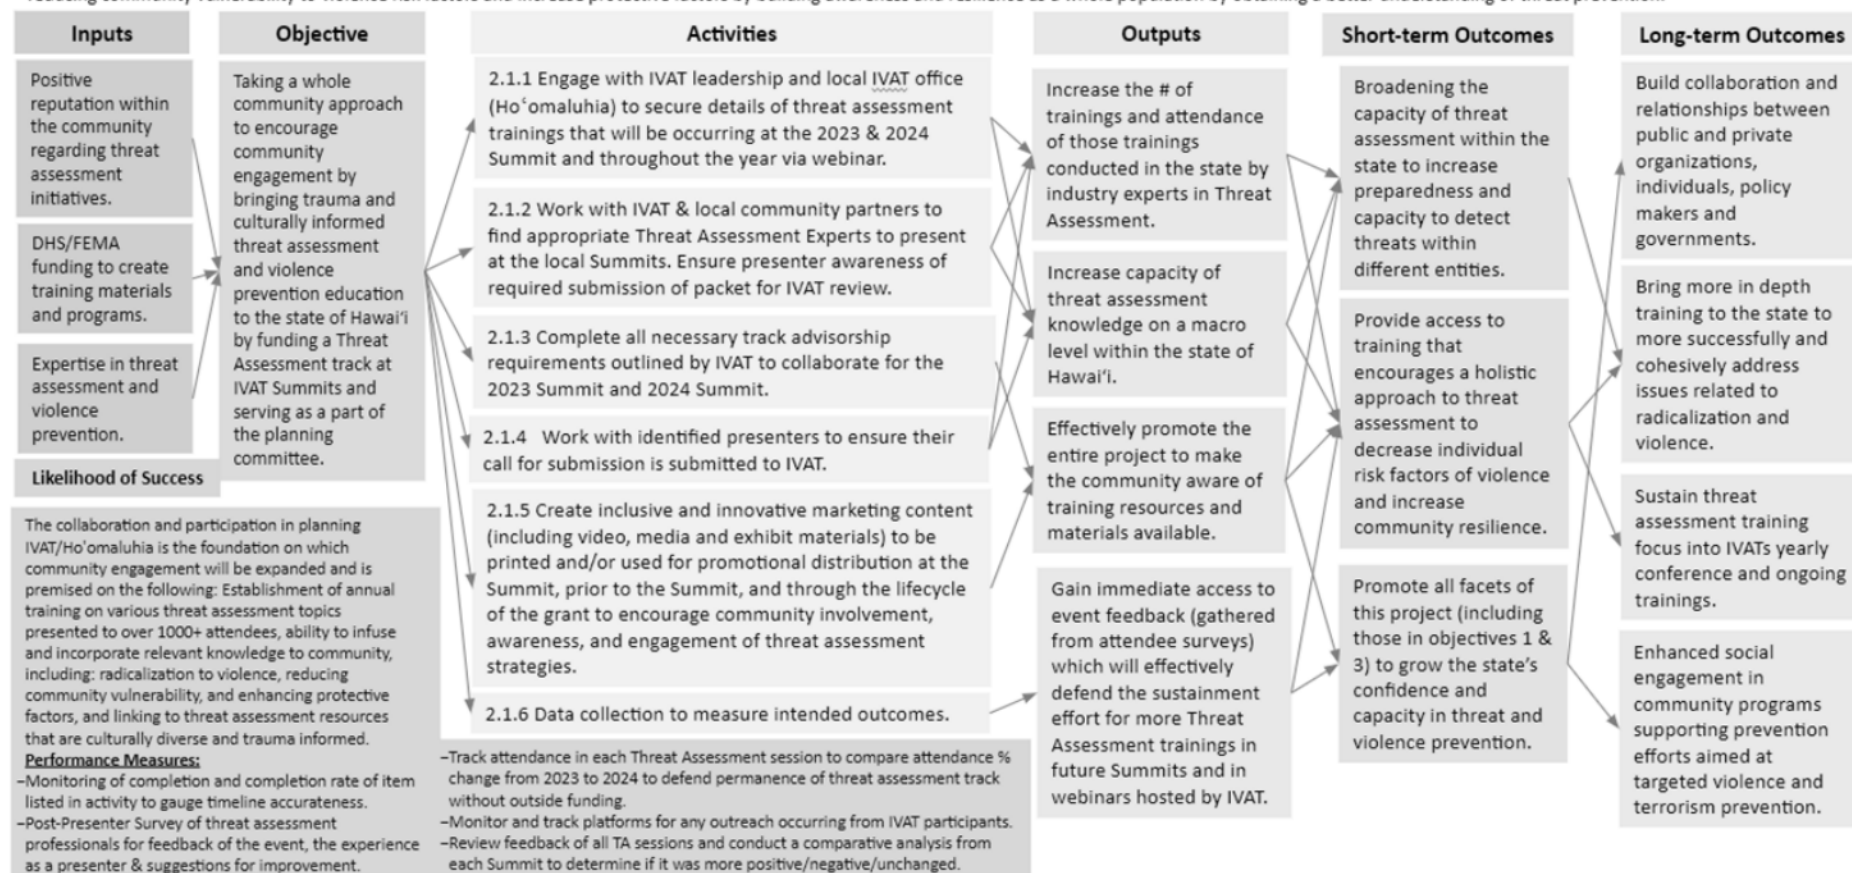 reducing community vulnerability to violence risk factors and increase protective factors by building awareness and resilience as a whole population by obtaining a better understanding of threat prevention.
Inputs
Positive
reputation within
the community
regarding threat
assessment
initiatives.
DHS/FEMA
funding to create
training materials
and programs.
Expertise in threat
assessment and
violence
prevention.
Objective
Taking a whole
community approach
to encourage
community
engagement by
bringing trauma and
culturally informed
threat assessment
and violence
prevention education
to the state of Hawai‘i
by funding a Threat
Assessment track at
IVAT Summits and
serving as a part of
the planning
committee.
Activities
2.1.1 Engage with IVAT leadership and local IVAT office
(Ho‘omaluhia) to secure details of threat assessment
trainings that will be occurring at the 2023 & 2024
Summit and throughout the year via webinar.
2.1.2 Work with IVAT & local community partners to
find appropriate Threat Assessment Experts to present
at the local Summits. Ensure presenter awareness of
required submission of packet for IVAT review.
2.1.3 Complete all necessary track advisorship
requirements outlined by IVAT to collaborate for the
2023 Summit and 2024 Summit.
2.1.4 Work with identified presenters to ensure their
call for submission is submitted to IVAT.
2.1.5 Create inclusive and innovative marketing content
(including video, media and exhibit materials) to be
printed and/or used for promotional distribution at the
Summit, prior to the Summit, and through the lifecycle
of the grant to encourage community involvement,
awareness, and engagement of threat assessment
strategies.
2.1.6 Data collection to measure intended outcomes.
Outputs
Increase the # of
trainings and attendance
of those trainings
conducted in the state by
industry experts in Threat
Assessment.
Increase capacity of
threat assessment
knowledge on a macro
level within the state of
Hawai‘i.
Effectively promote the
entire project to make
the community aware of
training resources and
materials available.
Gain immediate access to
event feedback (gathered
from attendee surveys)
which will effectively
defend the sustainment
effort for more Threat
Assessment trainings in
future Summits and in
webinars hosted by IVAT.
Short-term Outcomes
Broadening the
capacity of threat
assessment within the
state to increase
preparedness and
capacity to detect
threats within
different entities.
Provide access to
training that
encourages a holistic
approach to threat
assessment to
decrease individual
risk factors of violence
and increase
community resilience.
Promote all facets of
this project (including
those in objectives 1 &
3) to grow the state's
confidence and
capacity in threat and
violence prevention.
Long-term Outcomes
Build collaboration and
relationships between
public and private
organizations,
individuals, policy
makers and
governments.
Bring more in depth
training to the state to
more successfully and
cohesively address
issues related to
radicalization and
violence.
Sustain threat
assessment training
focus into IVATs yearly
conference and ongoing
trainings.
Enhanced social
engagement in
community programs
supporting prevention
efforts aimed at
targeted violence and
terrorism prevention.
Likelihood of Success
The collaboration and participation in planning
IVAT/Ho'omaluhia is the foundation on which
community engagement will be expanded and is
premised on the following: Establishment of annual
training on various threat assessment topics
presented to over 1000+ attendees, ability to infuse
and incorporate relevant knowledge to community,
including: radicalization to violence, reducing
community vulnerability, and enhancing protective
factors, and linking to threat assessment resources
that are culturally diverse and trauma informed.
Performance Measures:
–Monitoring of completion and completion rate of item
listed in activity to gauge timeline accurateness.
–Post-Presenter Survey of threat assessment
professionals for feedback of the event, the experience
as a presenter & suggestions for improvement.
–Track attendance in each Threat Assessment session to compare attendance %
change from 2023 to 2024 to defend permanence of threat assessment track
without outside funding.
–Monitor and track platforms for any outreach occurring from IVAT participants.
–Review feedback of all TA sessions and conduct a comparative analysis from
each Summit to determine if it was more positive/negative/unchanged.